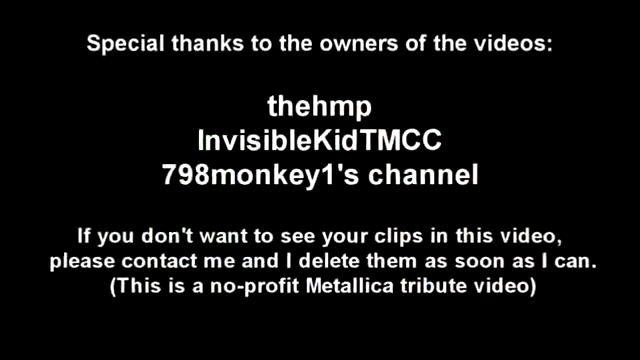 Special thanks to the owners of the videos:
thehmp
InvisibleKidTMCC
798monkey1's channel
If you don't want to see your clips in this video,
please contact me and I delete them as soon as I can.
(This is a no-profit Metallica tribute video)